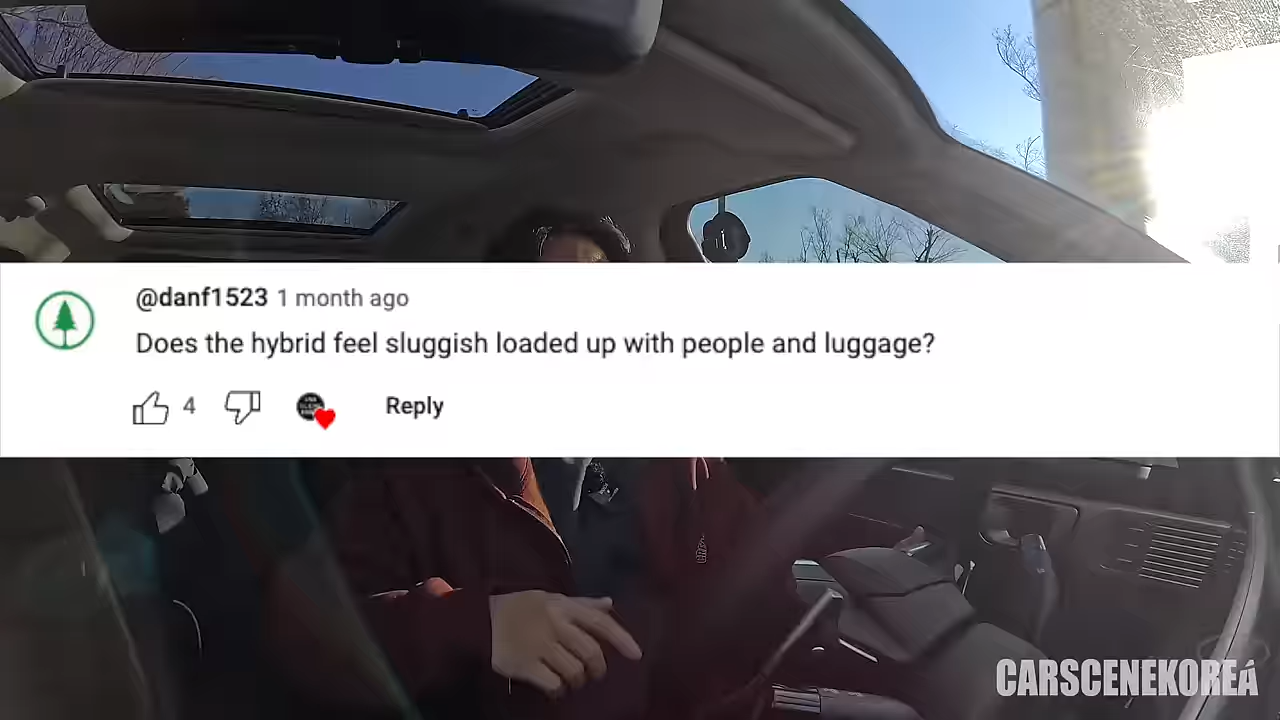 @danf1523 1 month ago
Does the hybrid feel sluggish loaded up with people and luggage?
4
Reply
CARSCENEKOREA